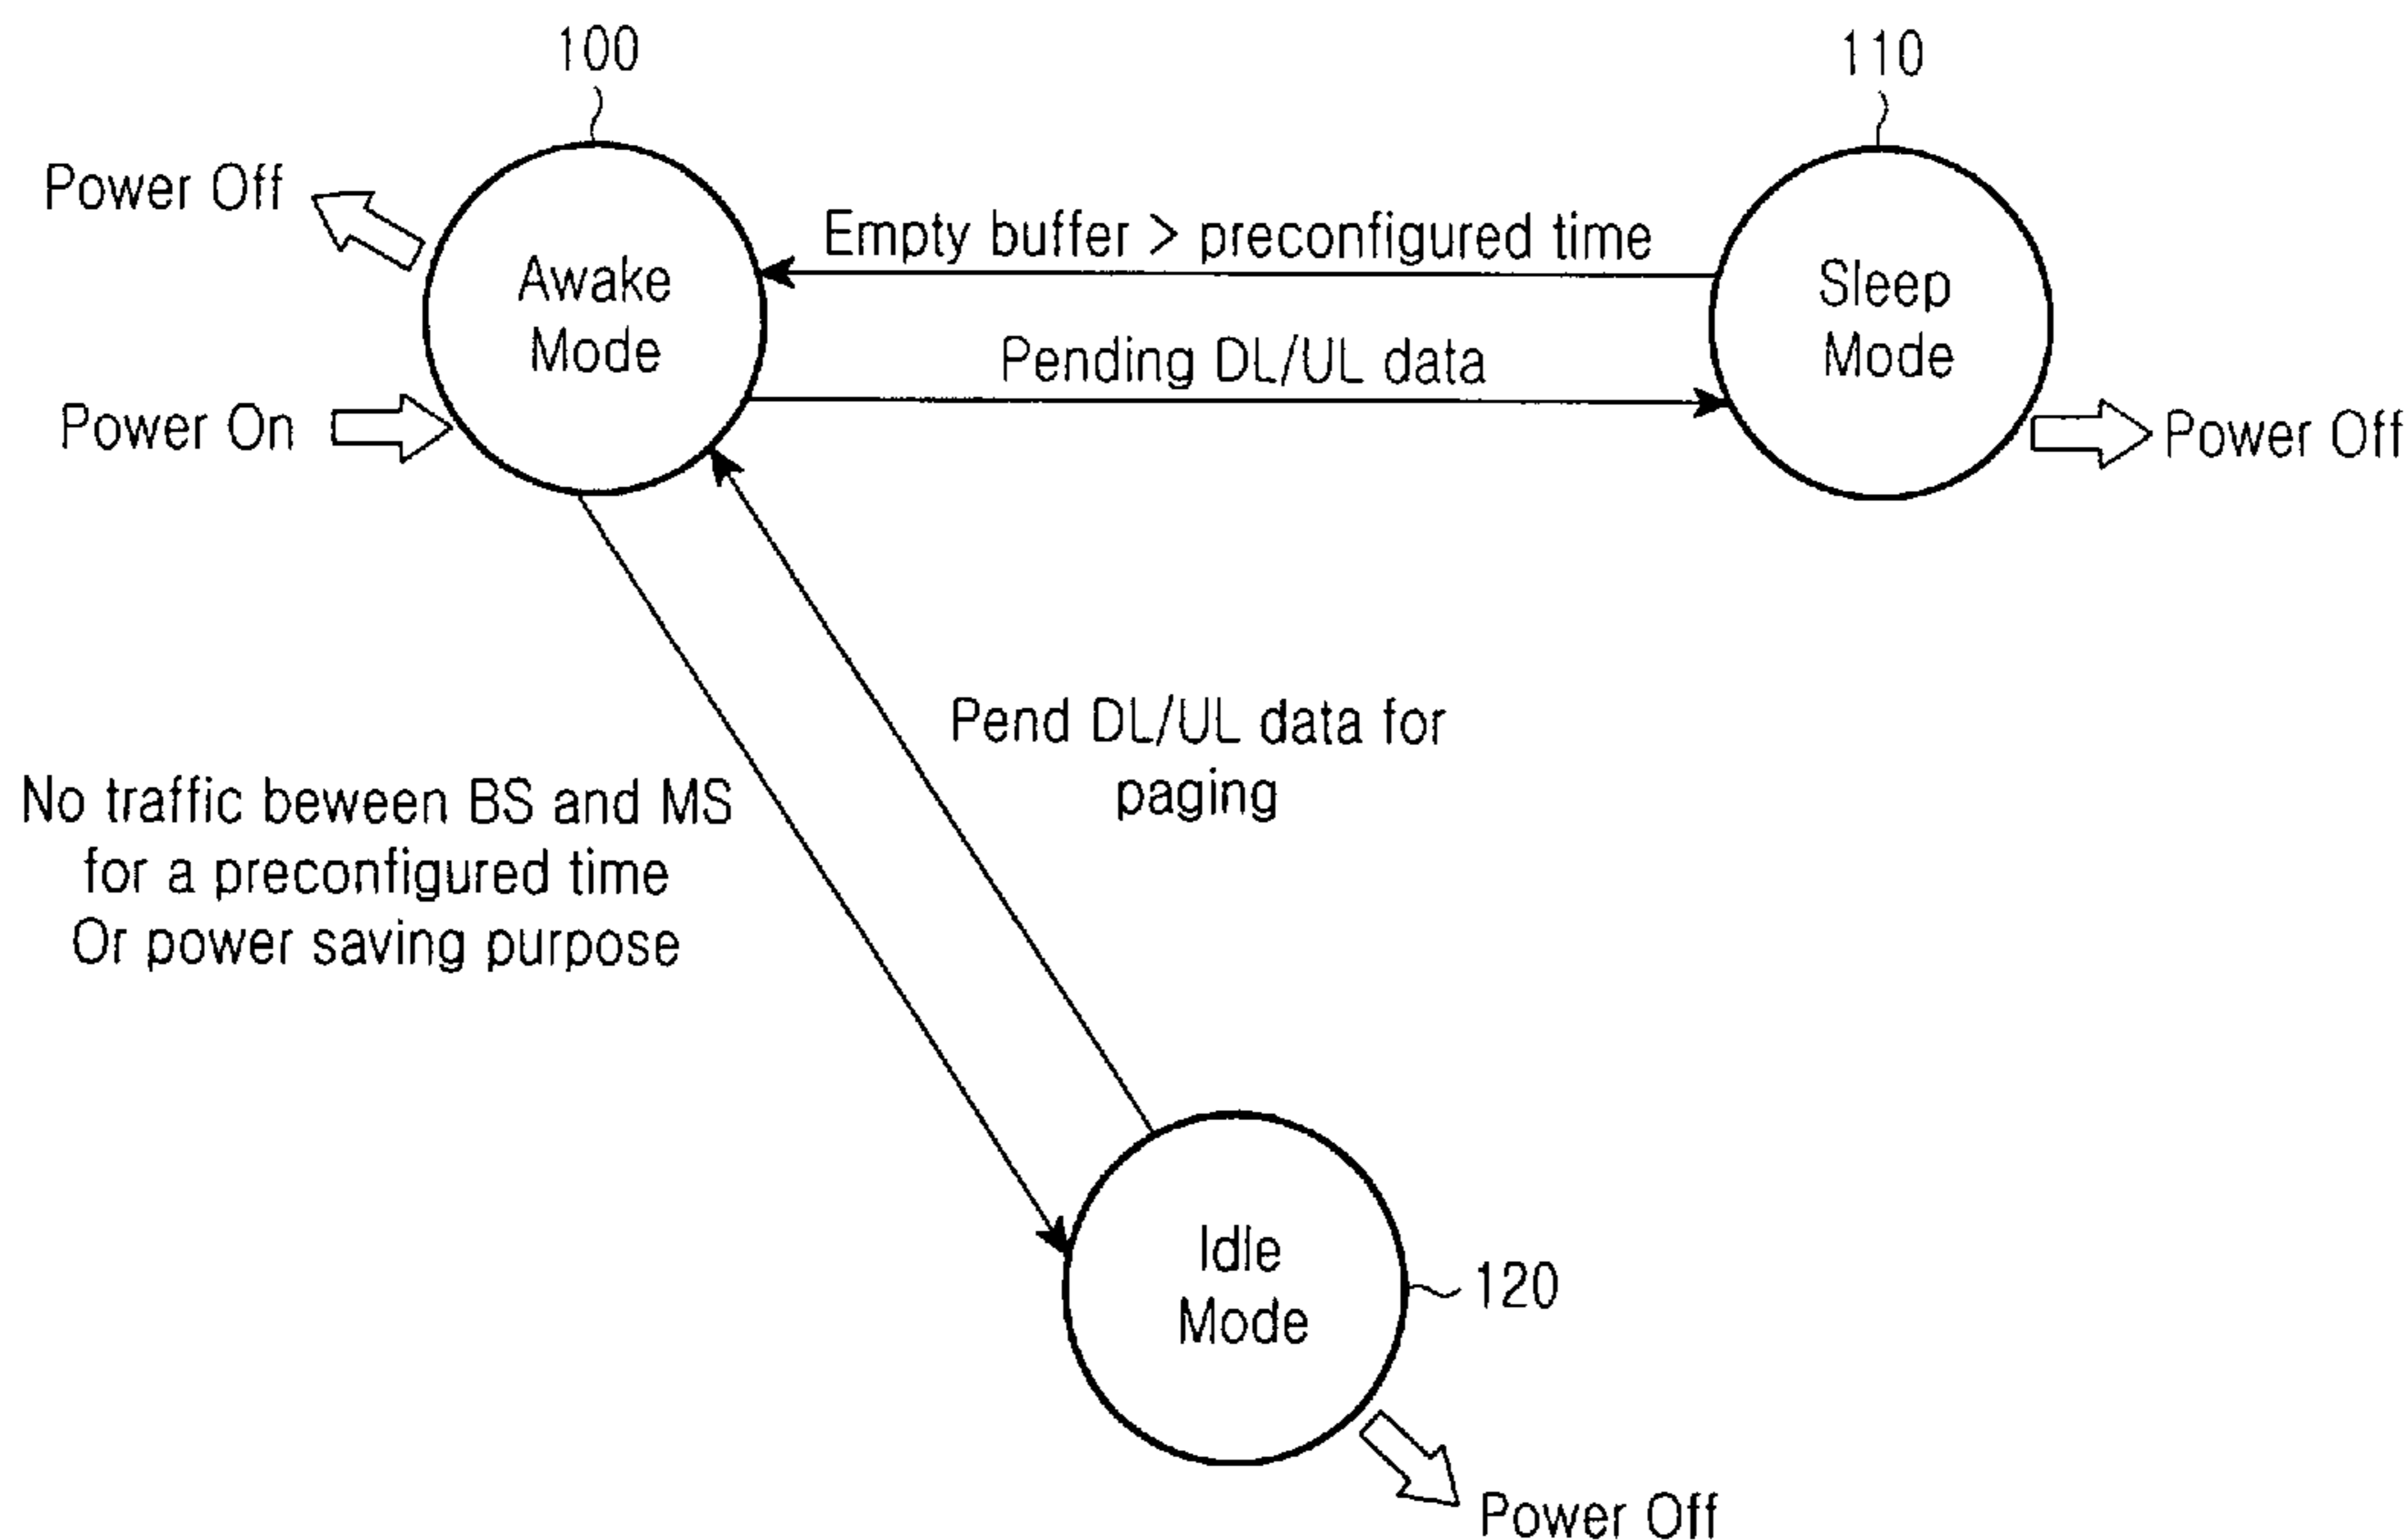 100
110
Power Off
Empty buffer > preconfigured time
Awake
Mode
Sleep
Mode
Pending DL/UL data
Power On
Power Off
Pend DL/UL data for
paging
No traffic beween BS and MS
for a preconfigured time
Or power saving purpose
Idle
Mode
120
Power Off